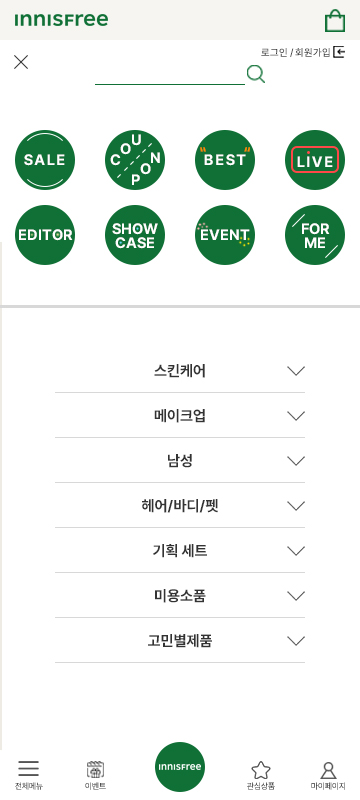 innisfree
로그인 / 회원가입
SALE
COUPON
"BEST"
LIVE
EDITOR
SHOW
CASE
EVENT
FOR
ME
스킨케어
메이크업
남성
헤어/바디/펫
기획 세트
미용소품
고민별제품
전체메뉴
이벤트
innisfree
관심상품
마이페이지